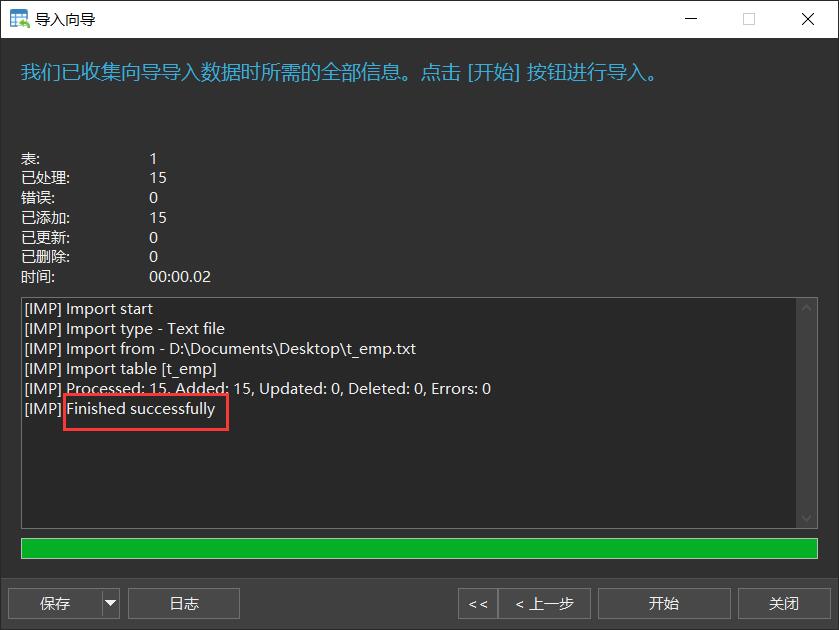 导入向导
我们已收集向导导入数据时所需的全部信息。点击 [开始] 按钮进行导入。
表: 1
已处理: 15
错误: 0
已添加: 15
已更新: 0
已删除: 0
时间: 00:00.02
[IMP] Import start
[IMP] Import type - Text file
[IMP] Import from - D:\Documents\Desktop\t_emp.txt
[IMP] Import table [t_emp]
[IMP] Processed: 15, Added: 15, Updated: 0, Deleted: 0, Errors: 0
[IMP] Finished successfully
保存 日志 << < 上一步 开始 关闭